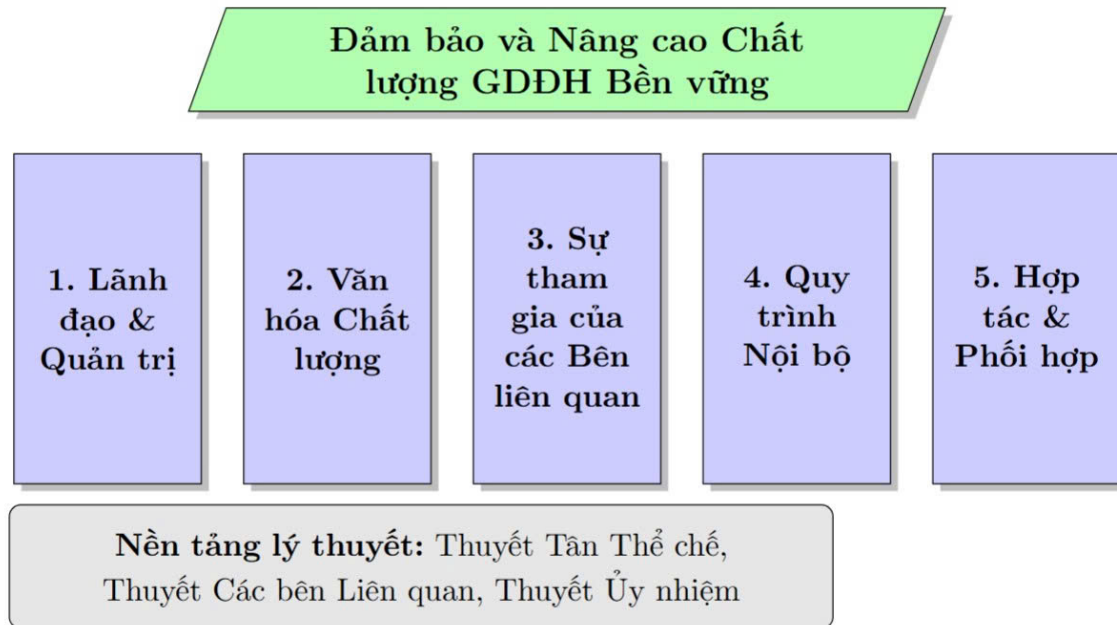 Đảm bảo và Nâng cao Chất
lượng GDĐH Bền vững
1. Lãnh
đạo &
Quản trị
2. Văn
hóa Chất
lượng
3. Sự
tham
gia của
các Bên
liên quan
4. Quy
trình
Nội bộ
5. Hợp
tác &
Phối hợp
Nền tảng lý thuyết: Thuyết Tân Thể chế,
Thuyết Các bên Liên quan, Thuyết Ủy nhiệm